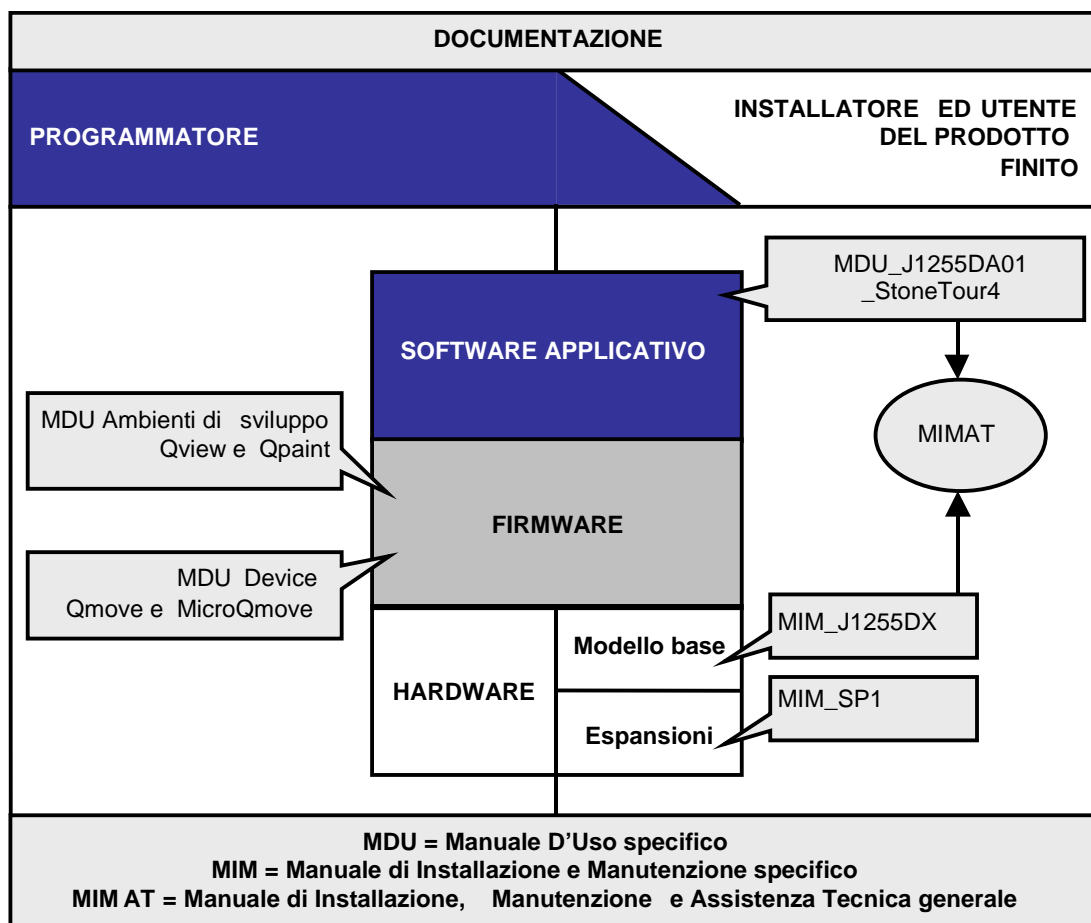 DOCUMENTAZIONE
PROGRAMMATORE
INSTALLATORE ED UTENTE
DEL PRODOTTO
FINITO
MDU_J1255DA01
_StoneTour4
SOFTWARE APPLICATIVO
MDU Ambienti di sviluppo
Qview e Qpaint
MIMAT
FIRMWARE
MDU Device
Qmove e MicroQmove
MIM_J1255DX
Modello base
HARDWARE
MIM_SP1
Espansioni
MDU = Manuale D'Uso specifico
MIM = Manuale di Installazione e Manutenzione specifico
MIM AT = Manuale di Installazione, Manutenzione e Assistenza Tecnica generale